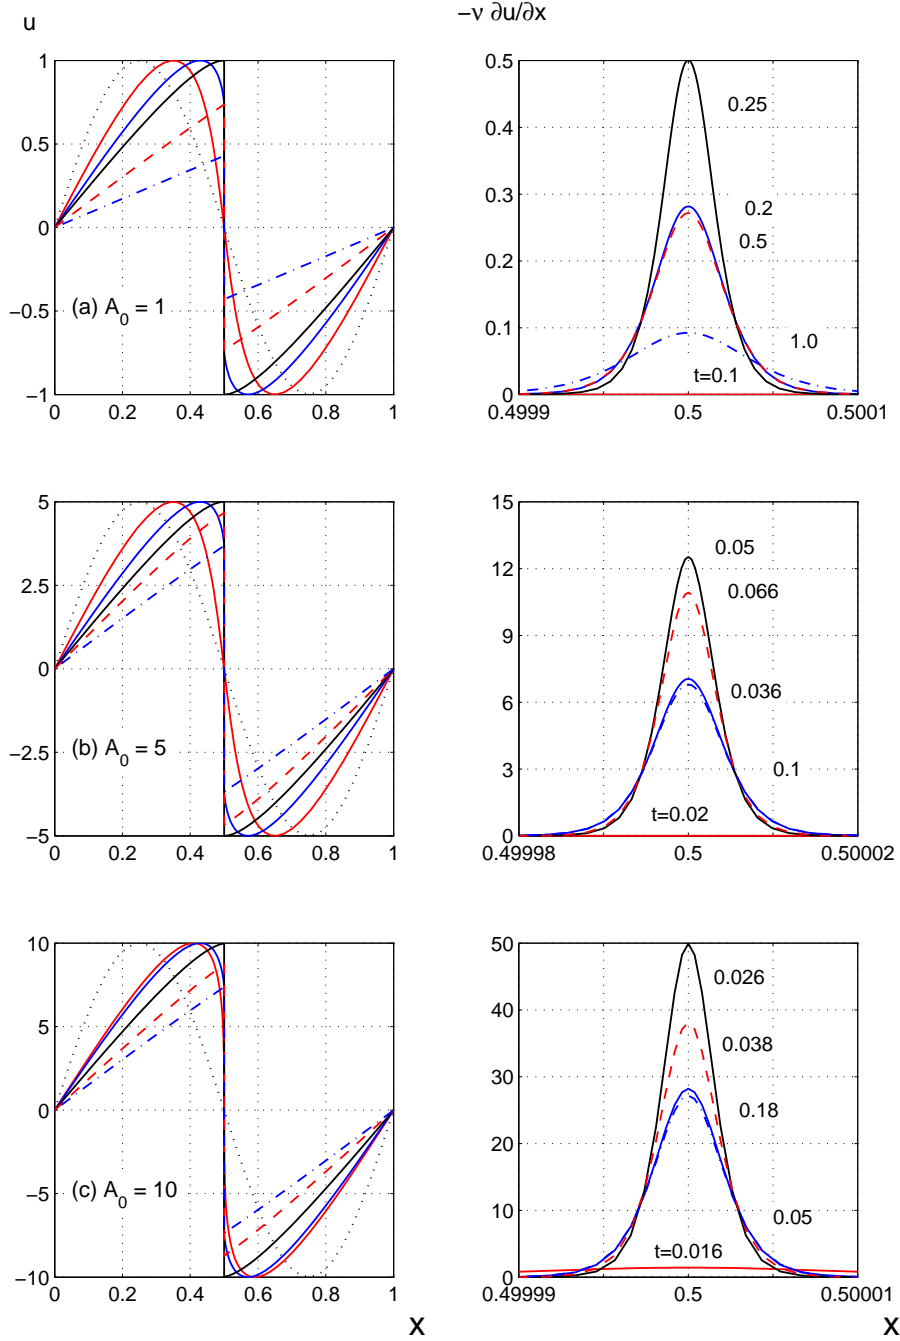 u
−ν ∂u/∂x
1
0.5
0
−0.5
−1
(a) A0 = 1
0 0.2 0.4 0.6 0.8 1
0.5
0.4
0.3
0.2
0.1
0
0.25
0.2
0.5
1.0
t=0.1
0.4999 0.5 0.5001
5
2.5
0
−2.5
−5
(b) A0 = 5
0 0.2 0.4 0.6 0.8 1
15
12
9
6
3
0
0.05
0.066
0.036
0.1
t=0.02
0.49998 0.5 0.50002
10
5
0
−5
−10
(c) A0 = 10
0 0.2 0.4 0.6 0.8 1
x
50
40
30
20
10
0
0.026
0.038
0.18
0.05
t=0.016
0.49999 0.5 0.50001
x